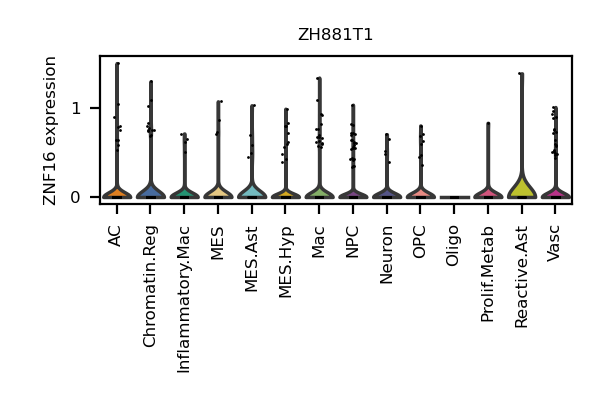 ZH881T1
ZNF16 expression
1
0
AC
Chromatin.Reg
Inflammatory.Mac
MES
MES.Ast
MES.Hyp
Mac
NPC
Neuron
OPC
Oligo
Prolif.Metab
Reactive.Ast
Vasc